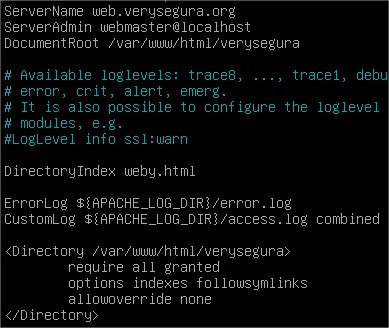 ServerName web.verysegura.org
ServerAdmin webmaster@localhost
DocumentRoot /var/www/html/verysegura
# Available loglevels: trace8, ..., trace1, debu
# error, crit, alert, emerg.
# It is also possible to configure the loglevel
# modules, e.g.
#LogLevel info ssl:warn
DirectoryIndex weby.html
ErrorLog ${APACHE_LOG_DIR}/error.log
CustomLog ${APACHE_LOG_DIR}/access.log combined
<Directory /var/www/html/verysegura>
require all granted
options indexes followsymlinks
allowoverride none
</Directory>